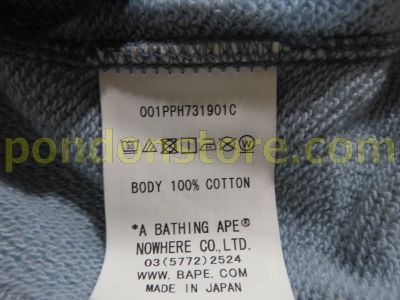 001PPH731901C
30
W
pondonstore.com
BODY 100% COTTON
*A BATHING APE®
NOWHERE CO.,LTD.
03(5772)2524
WWW.BAPE.COM
MADE IN JAPAN